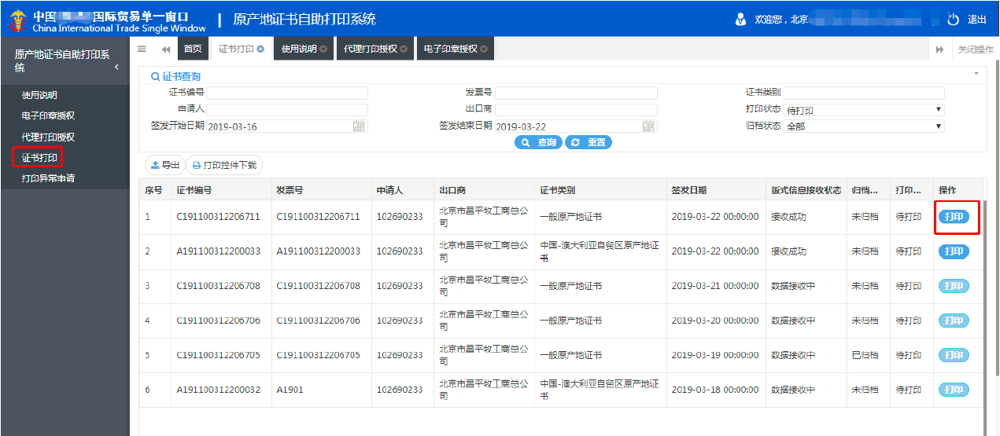 中国 国际贸易单一窗口
China International Trade Single Window
原产地证书自助打印系统
欢迎您，北京
退出
原产地证书自助打印系
统
使用说明
电子印章授权
代理打印授权
证书打印
打印异常申请
首页
证书打印
使用说明
代理打印授权
电子印章授权
关闭操作
证书查询
证书编号
发票号
证书类别
申请人
出口商
打印状态 待打印
签发开始日期 2019-03-16
签发结束日期 2019-03-22
归档状态 全部
查询
重置
导出
打印控件下载
序号 证书编号 发票号 申请人 出口商 证书类别 签发日期 版式信息接收状态 归档... 打印... 操作
1 C191100312206711 C191100312206711 102690233 北京市昌平牧工商总公
司 一般原产地证书 2019-03-22 00:00:00 接收成功 未归档 待打印 打印
2 A191100312200033 A191100312200033 102690233 北京市昌平牧工商总公
司 中国-澳大利亚自贸区原产地证
书 2019-03-22 00:00:00 接收成功 未归档 待打印 打印
3 C191100312206708 C191100312206708 102690233 北京市昌平牧工商总公
司 一般原产地证书 2019-03-21 00:00:00 数据接收中 未归档 待打印 打印
4 C191100312206706 C191100312206706 102690233 北京市昌平牧工商总公
司 一般原产地证书 2019-03-20 00:00:00 数据接收中 未归档 待打印 打印
5 C191100312206705 C191100312206705 102690233 北京市昌平牧工商总公
司 一般原产地证书 2019-03-19 00:00:00 数据接收中 已归档 待打印 打印
6 A191100312200032 A1901 102690233 北京市昌平牧工商总公
司 中国-澳大利亚自贸区原产地证
书 2019-03-18 00:00:00 数据接收中 未归档 待打印 打印